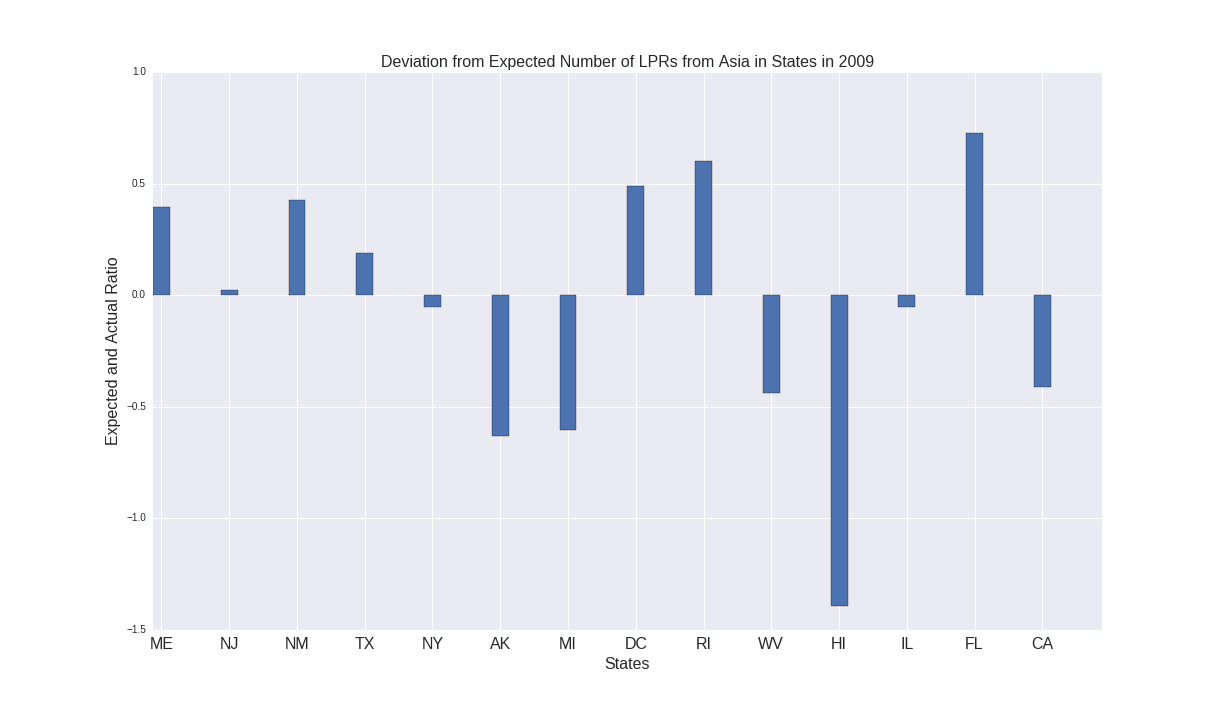 Deviation from Expected Number of LPRs from Asia in States in 2009
1.0
0.5
0.0
−0.5
−1.0
−1.5
Expected and Actual Ratio
ME NJ NM TX NY AK MI DC RI WV HI IL FL CA
States